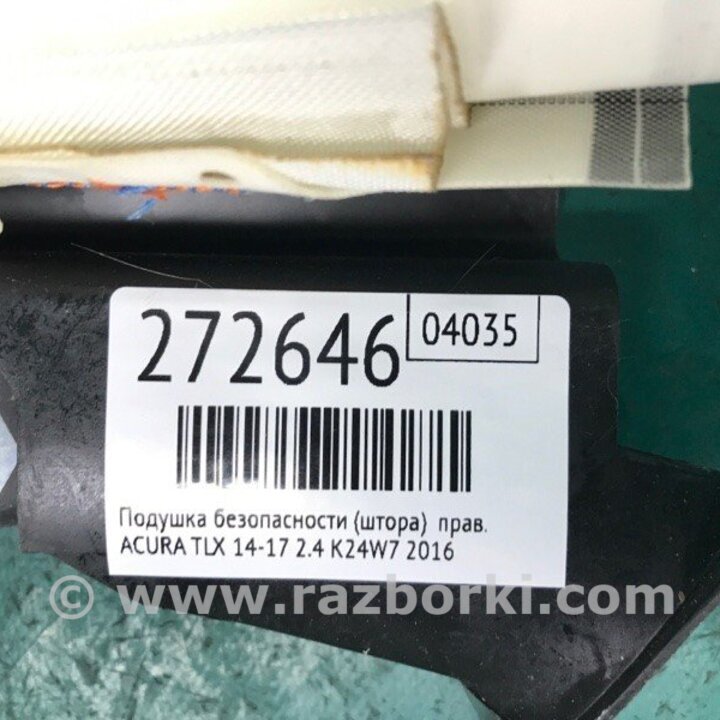 272646
04035
Подушка безопасности (штора) прав.
ACURA TLX 14-17 2.4 K24W7 2016
© www.razborki.com